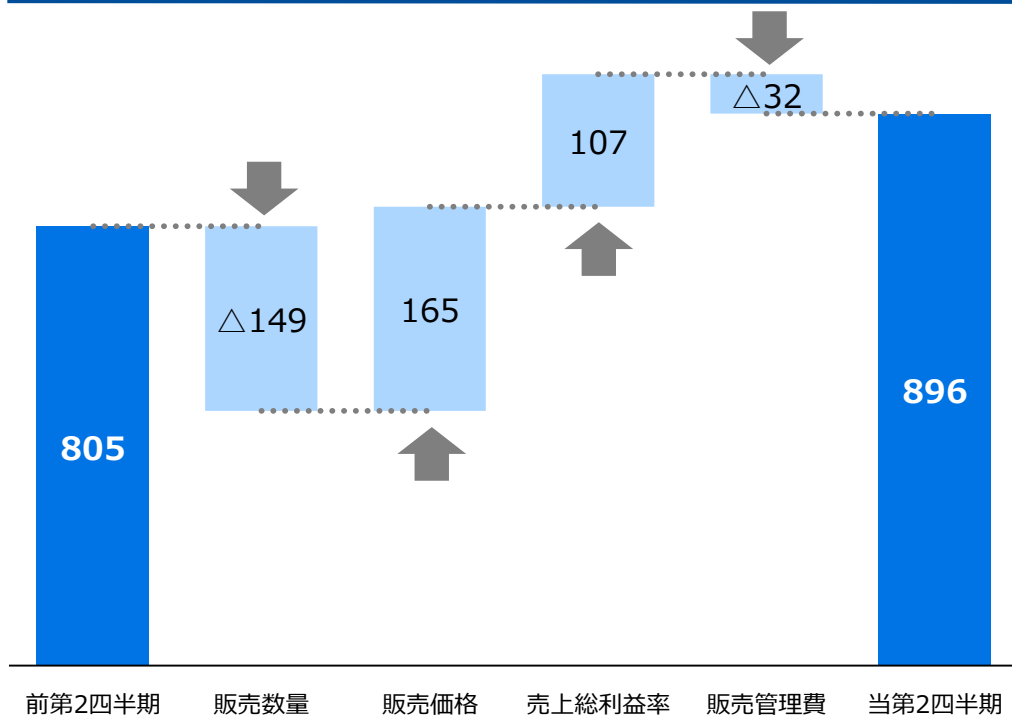 △32
107
△149
165
805
896
前第2四半期
販売数量
販売価格
売上総利益率
販売管理費
当第2四半期